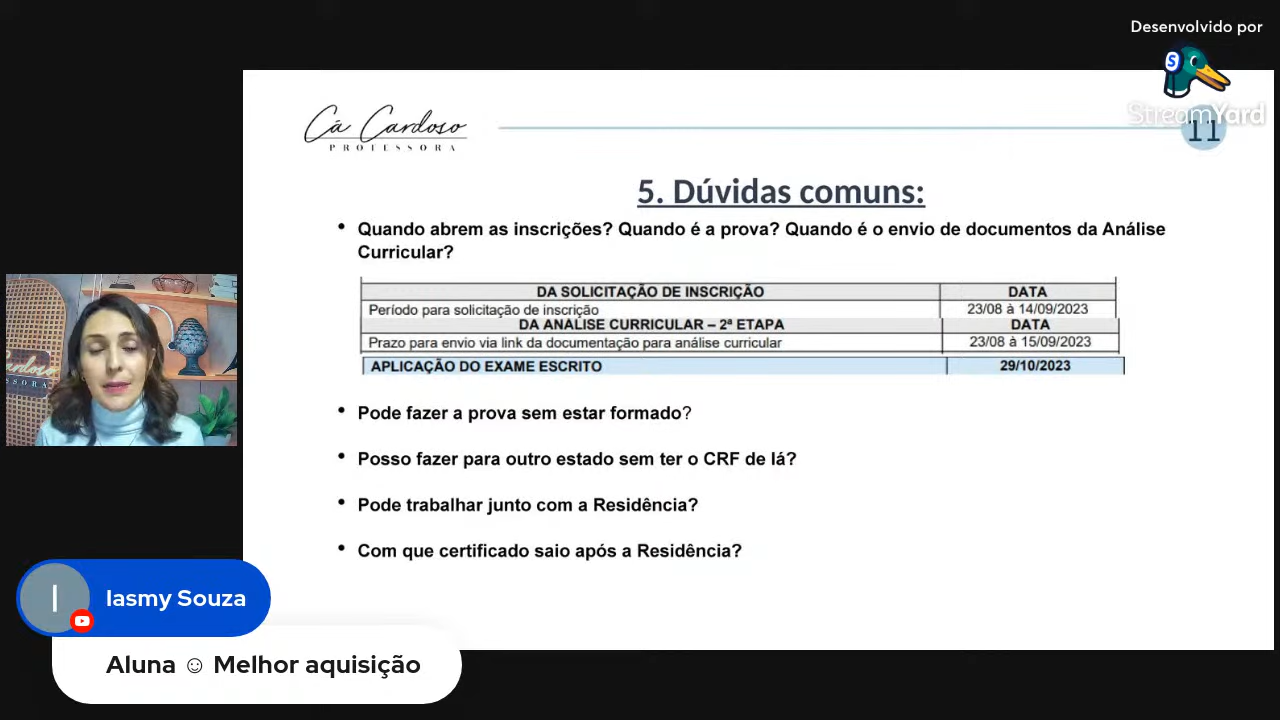 Desenvolvido por
StreamYard
Cá Cardoso
PROFESSORA
11
5. Dúvidas comuns:
• Quando abrem as inscrições? Quando é a prova? Quando é o envio de documentos da Análise
Curricular?
DA SOLICITAÇÃO DE INSCRIÇÃO DATA
Período para solicitação de inscrição 23/08 à 14/09/2023
DA ANÁLISE CURRICULAR – 2ª ETAPA DATA
Prazo para envio via link da documentação para análise curricular 23/08 à 15/09/2023
APLICAÇÃO DO EXAME ESCRITO 29/10/2023
• Pode fazer a prova sem estar formado?
• Posso fazer para outro estado sem ter o CRF de lá?
• Pode trabalhar junto com a Residência?
• Com que certificado saio após a Residência?
Cardoso
SSORA
I
Iasmy Souza
Aluna ☺ Melhor aquisição